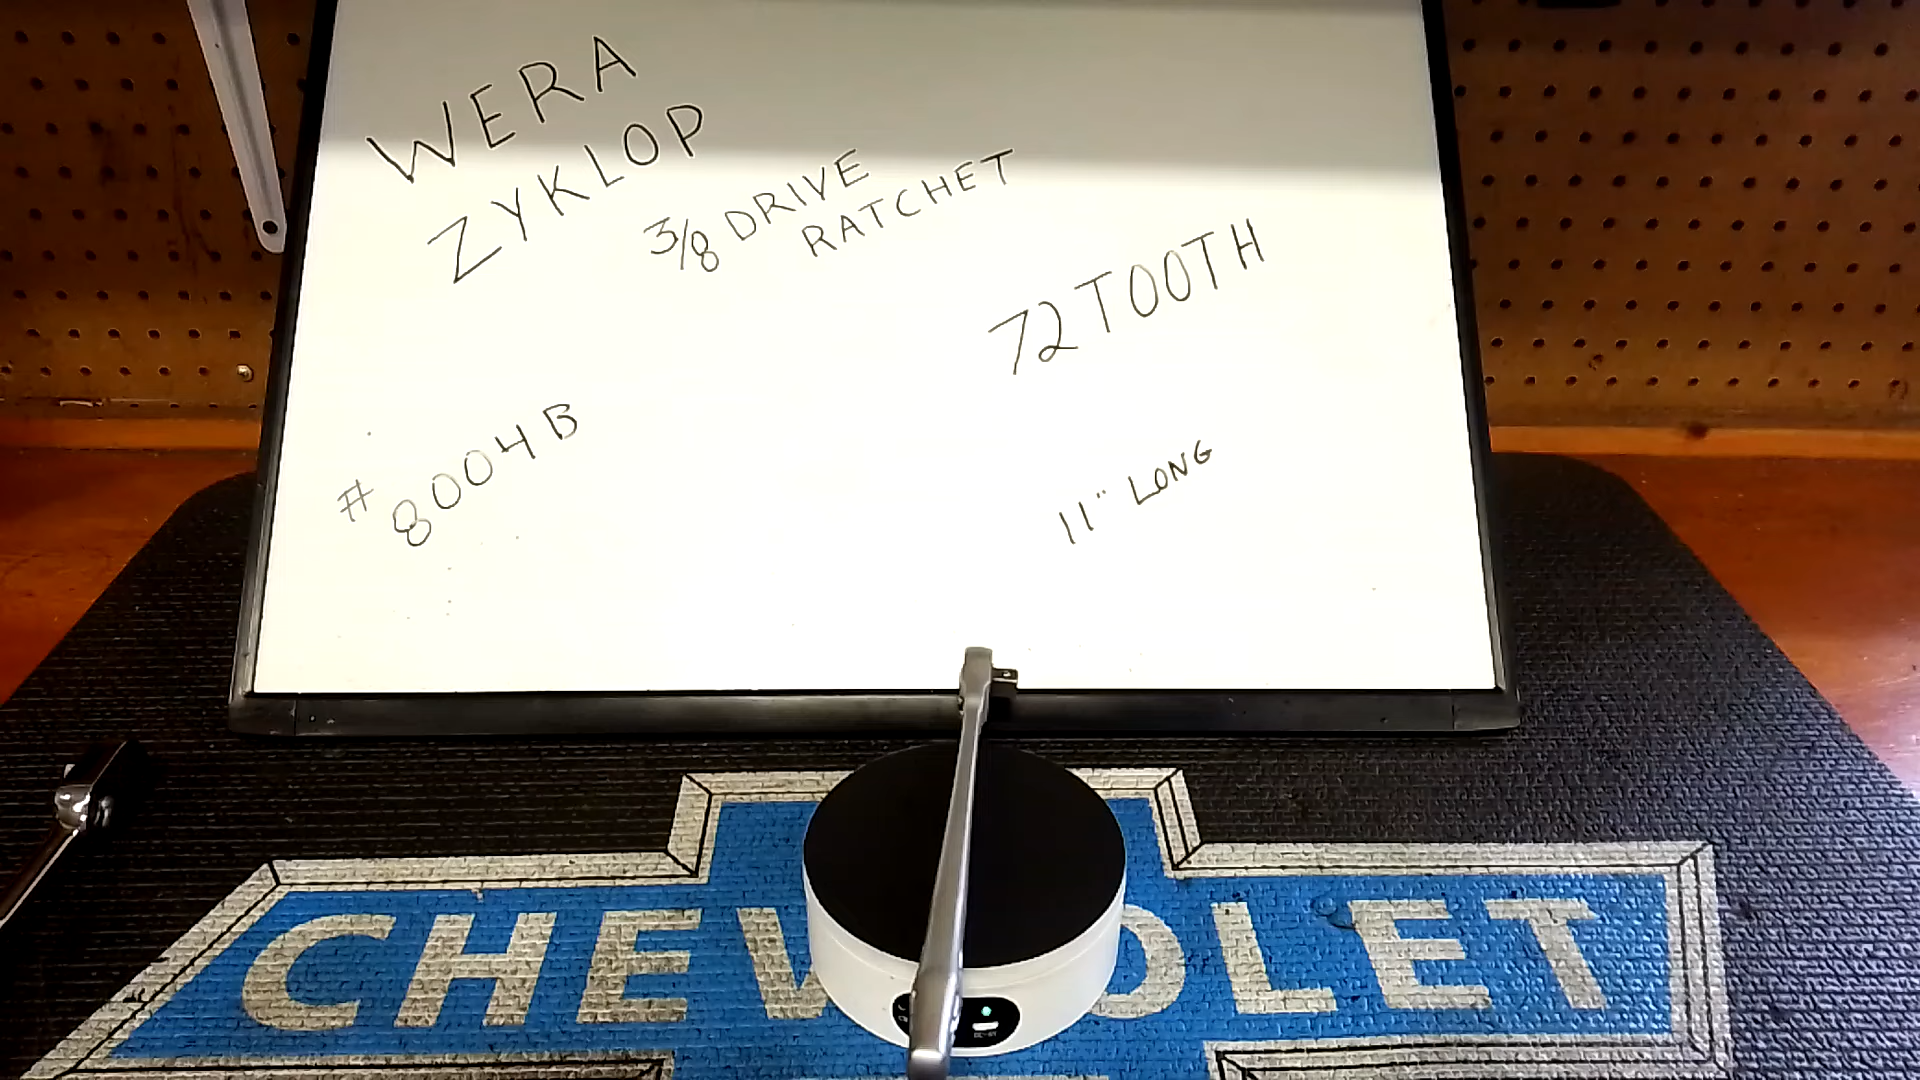 WERA
ZYKLOP
3/8 DRIVE
RATCHET
72 TOOTH
# 8004B
11" LONG
CHEVROLET